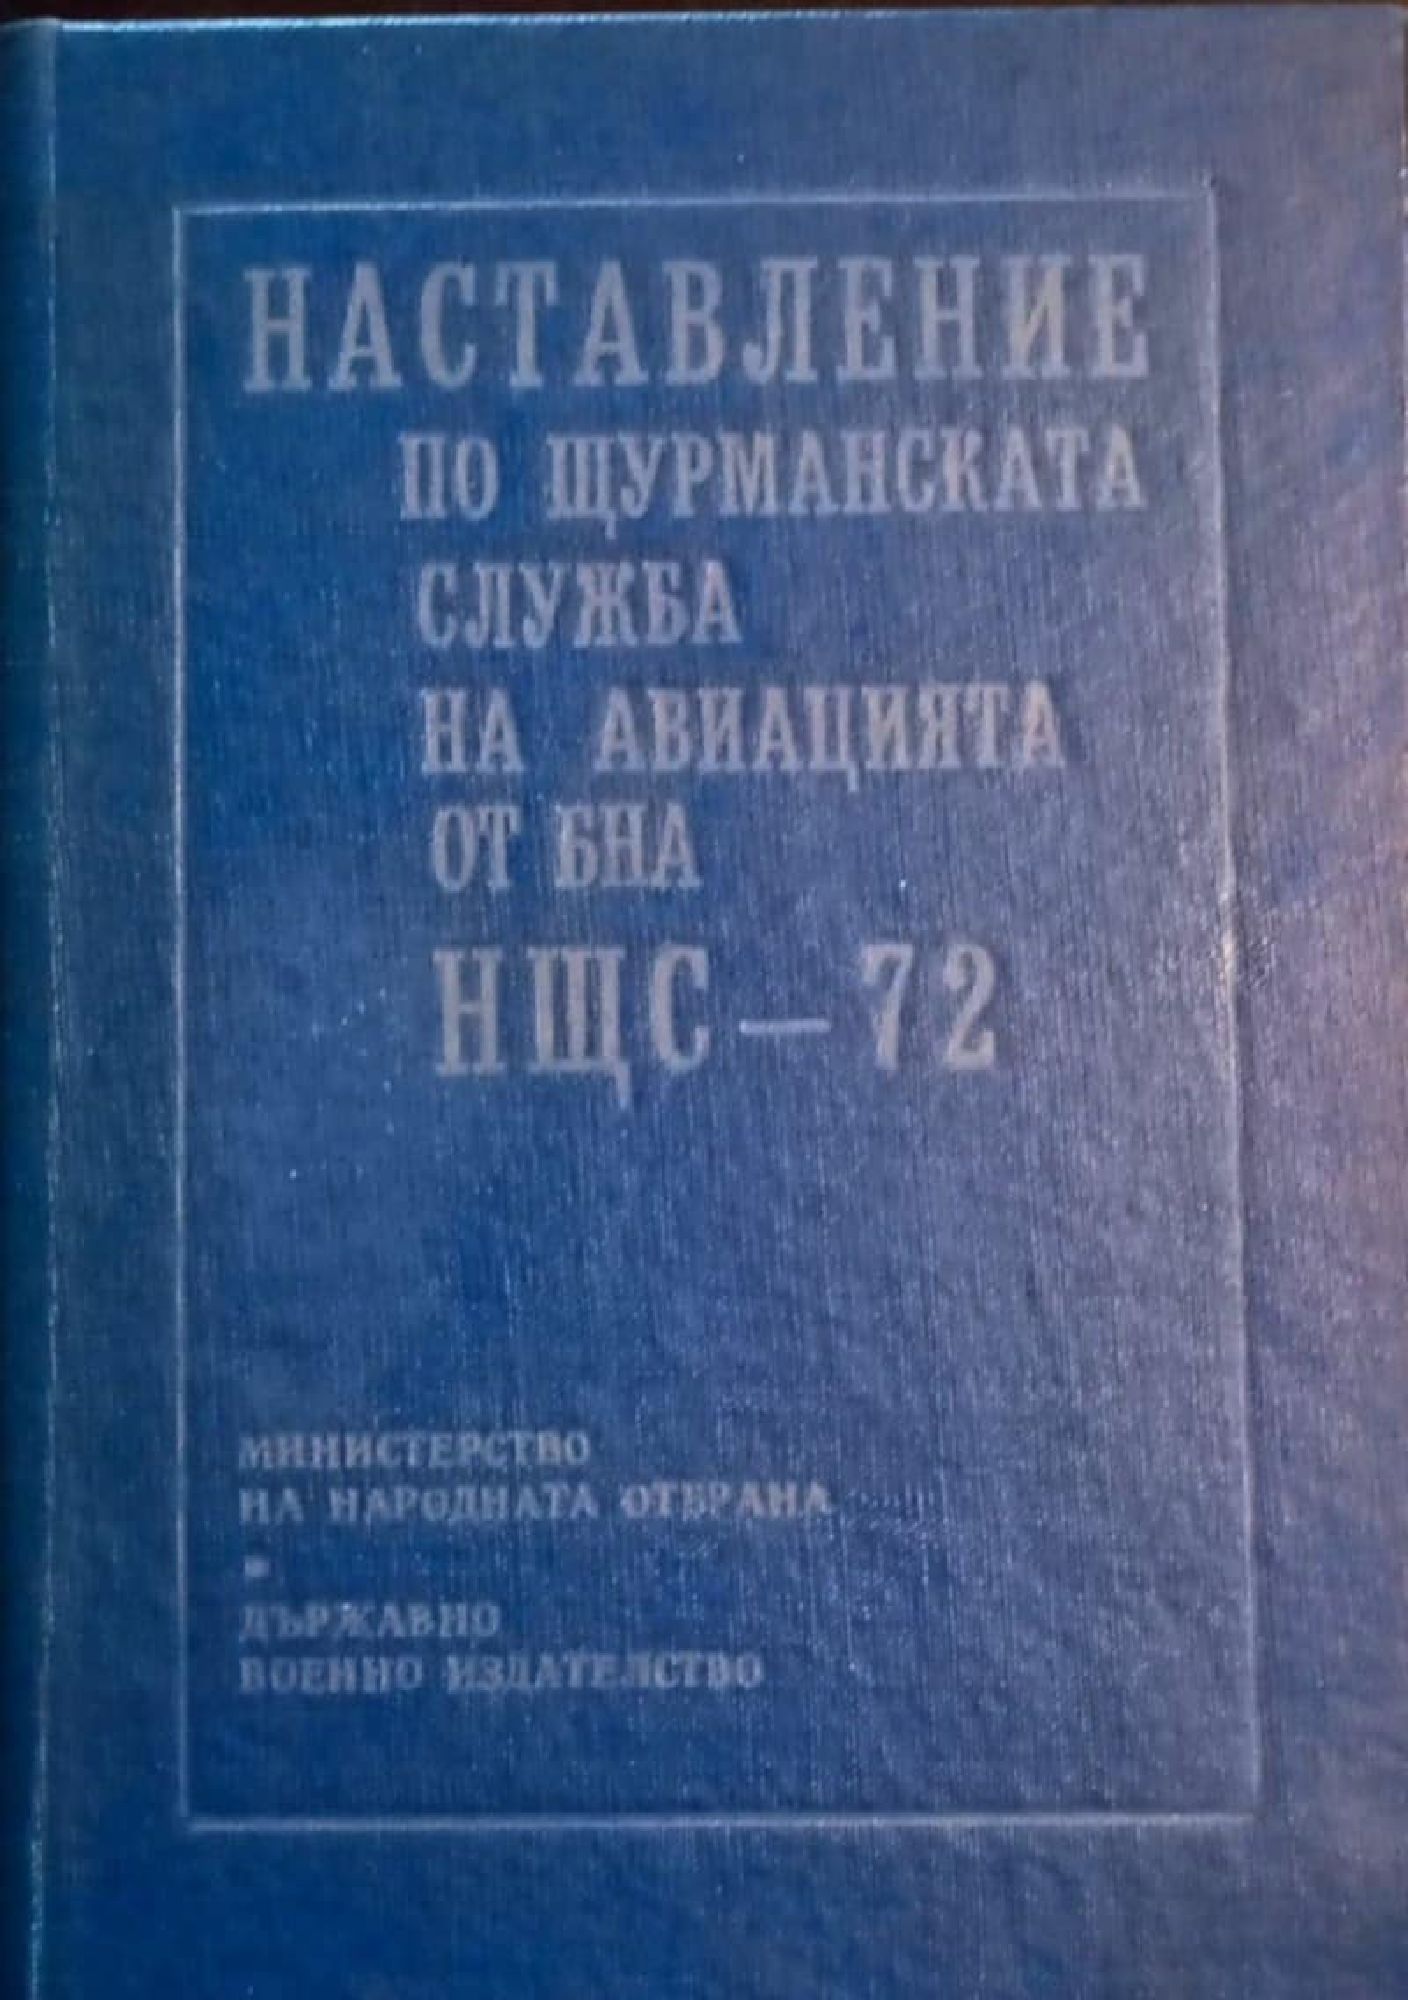 НАСТАВЛЕНИЕ
ПО ЩУРМАНСКАТА
СЛУЖБА
НА АВИАЦИЯТА
ОТ БНА
НЩС — 72
МИНИСТЕРСТВО
НА НАРОДНАТА ОТБРАНА
▪
ДЪРЖАВНО
ВОЕННО ИЗДАТЕЛСТВО